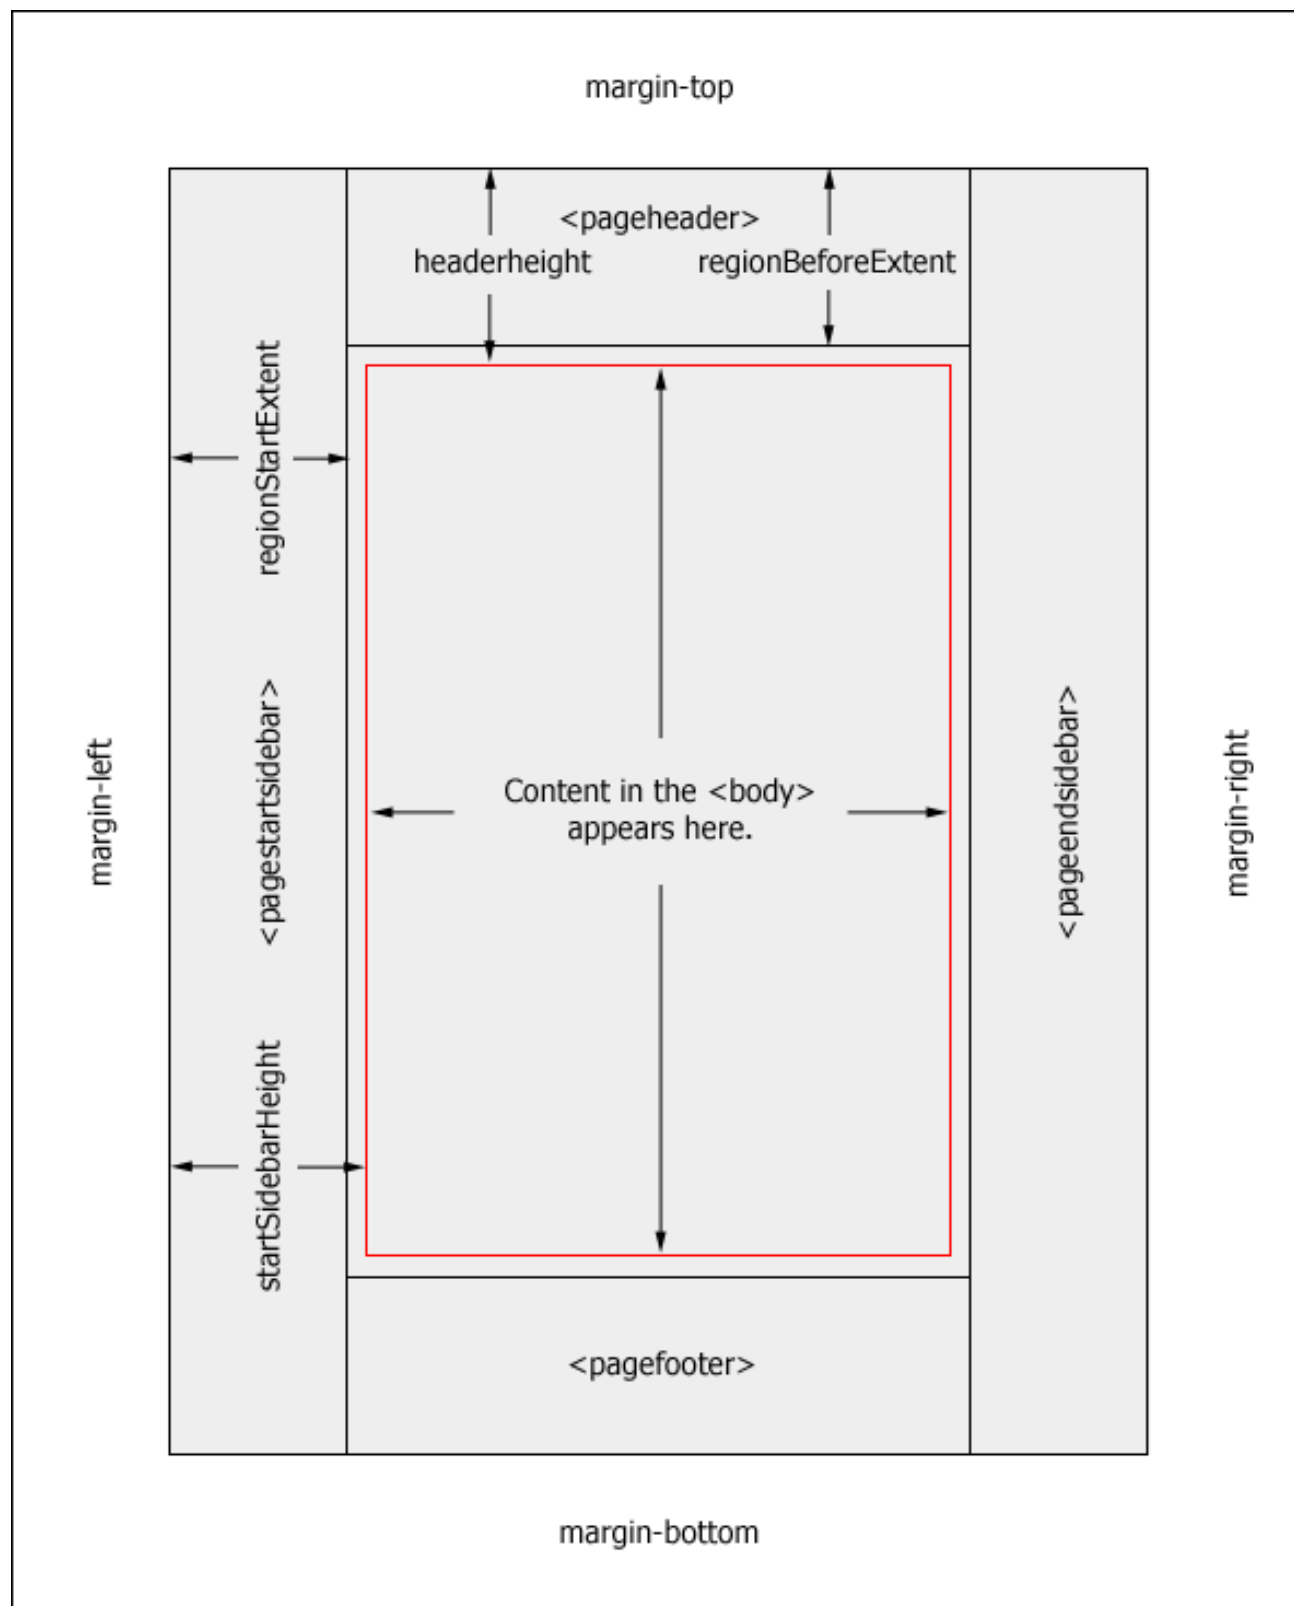 margin-top
<pageheader>
headerheight
regionBeforeExtent
regionStartExtent
<pagestartsidebar>
startSidebarHeight
margin-left
Content in the <body>
appears here.
<pageendsidebar>
margin-right
<pagefooter>
margin-bottom